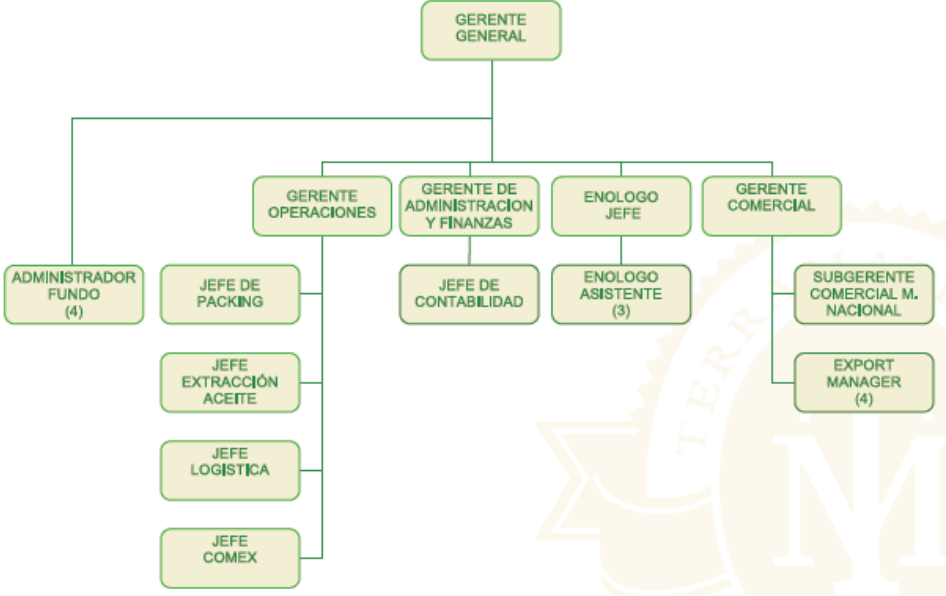 GERENTE
GENERAL
GERENTE
OPERACIONES
GERENTE DE
ADMINISTRACION
Y FINANZAS
ENOLOGO
JEFE
GERENTE
COMERCIAL
ADMINISTRADOR
FUNDO
(4)
JEFE DE
PACKING
JEFE DE
CONTABILIDAD
ENOLOGO
ASISTENTE
(3)
SUBGERENTE
COMERCIAL M.
NACIONAL
JEFE
EXTRACCIÓN
ACEITE
EXPORT
MANAGER
(4)
JEFE
LOGISTICA
JEFE
COMEX